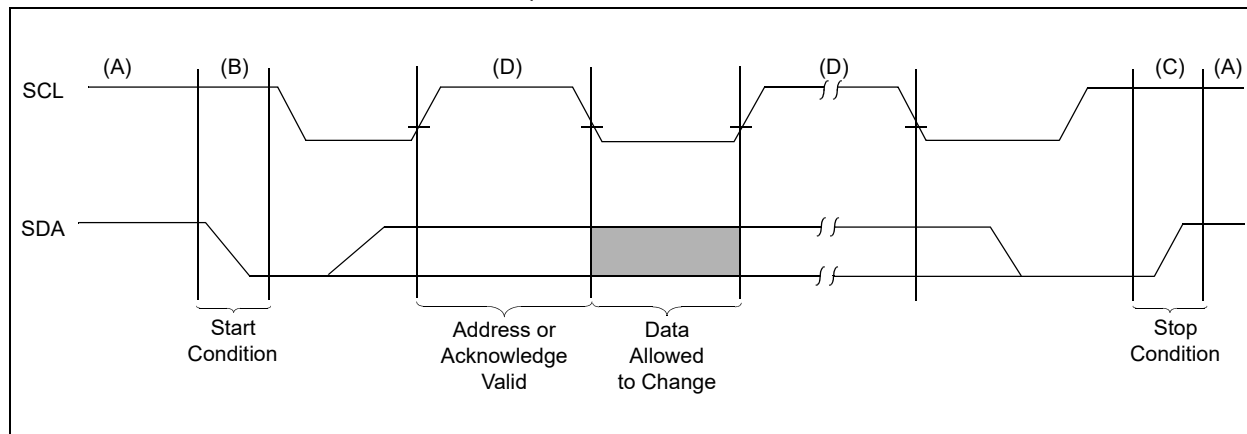 (A) (B) (D) (D) (C) (A)
SCL
SDA
Start
Condition
Address or
Acknowledge
Valid
Data
Allowed
to Change
Stop
Condition